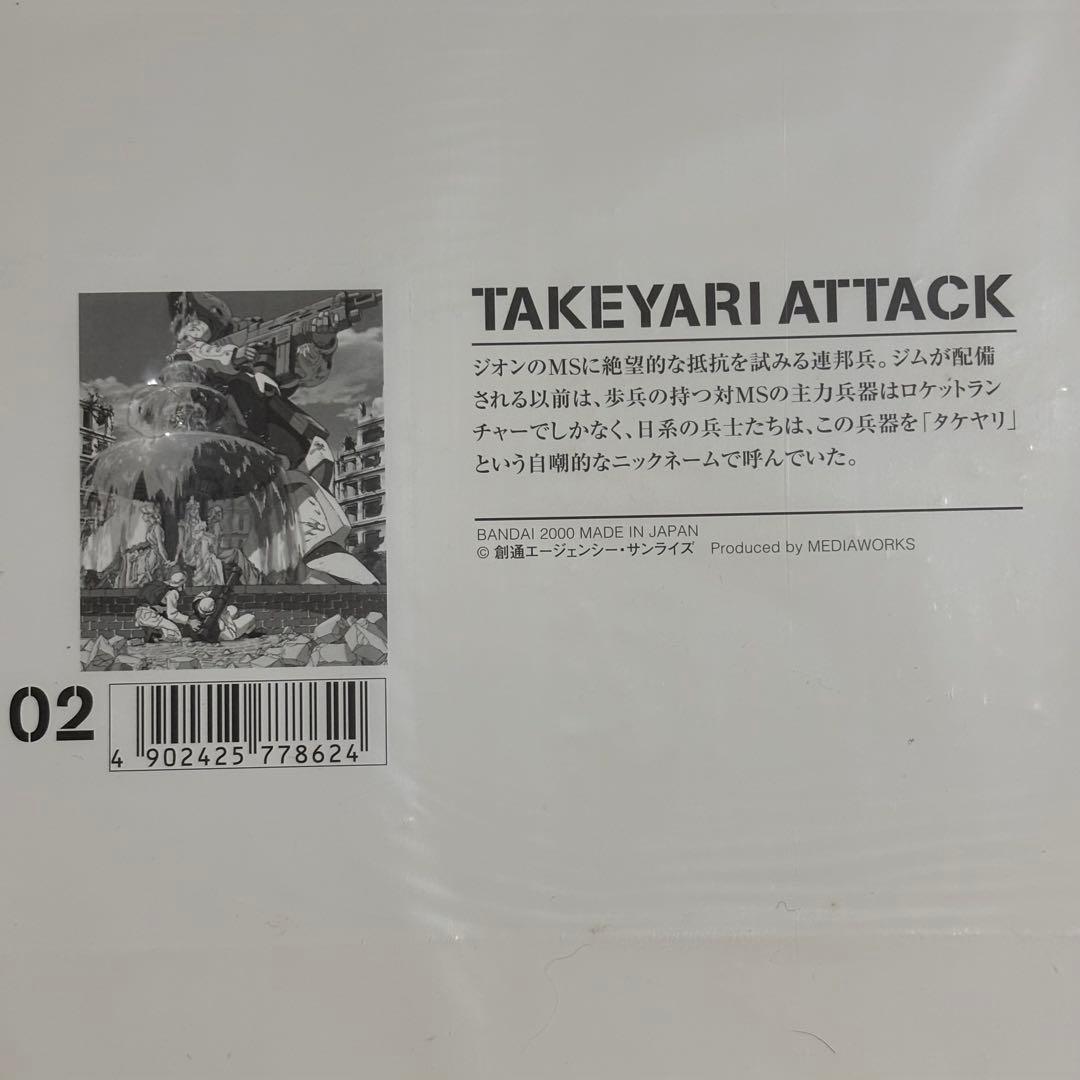 TAKEYARI ATTACK
ジオンのMSに絶望的な抵抗を試みる連邦兵。ジムが配備
される以前は、歩兵の持つ対MSの主力兵器はロケットラン
チャーでしかなく、日系の兵士たちは、この兵器を「タケヤリ」
という自嘲的なニックネームで呼んでいた。
BANDAI 2000 MADE IN JAPAN
© 創通エージェンシー・サンライズ Produced by MEDIAWORKS
02
4 902425 778624